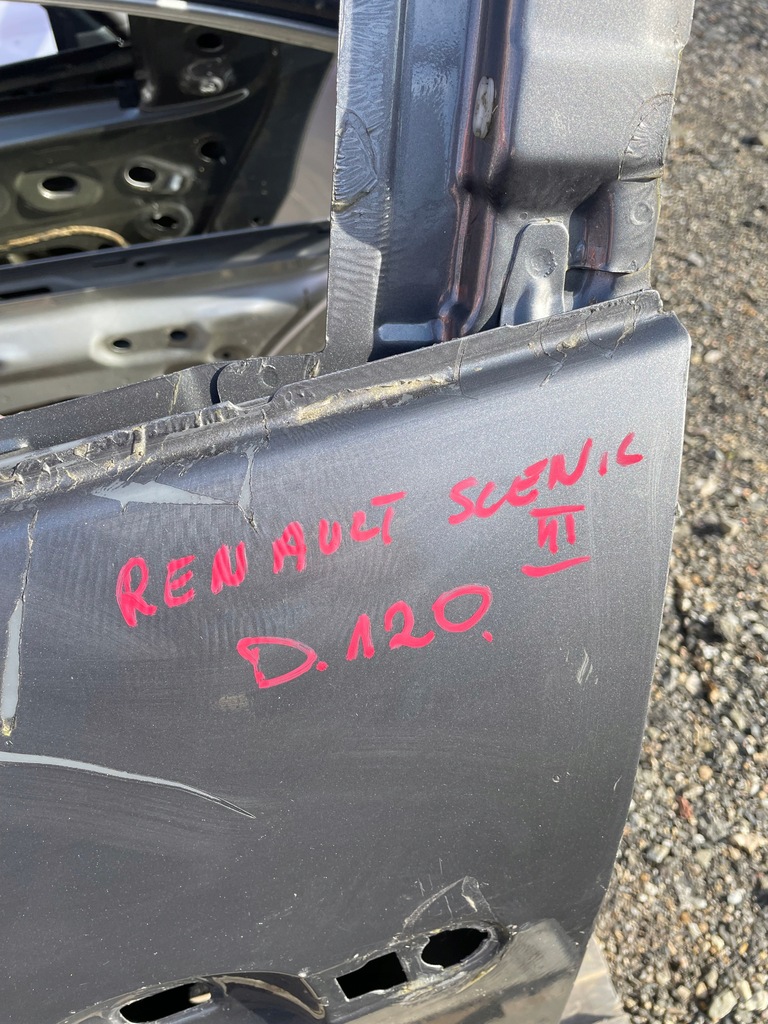 RENAULT SCENIC
III
D.120.